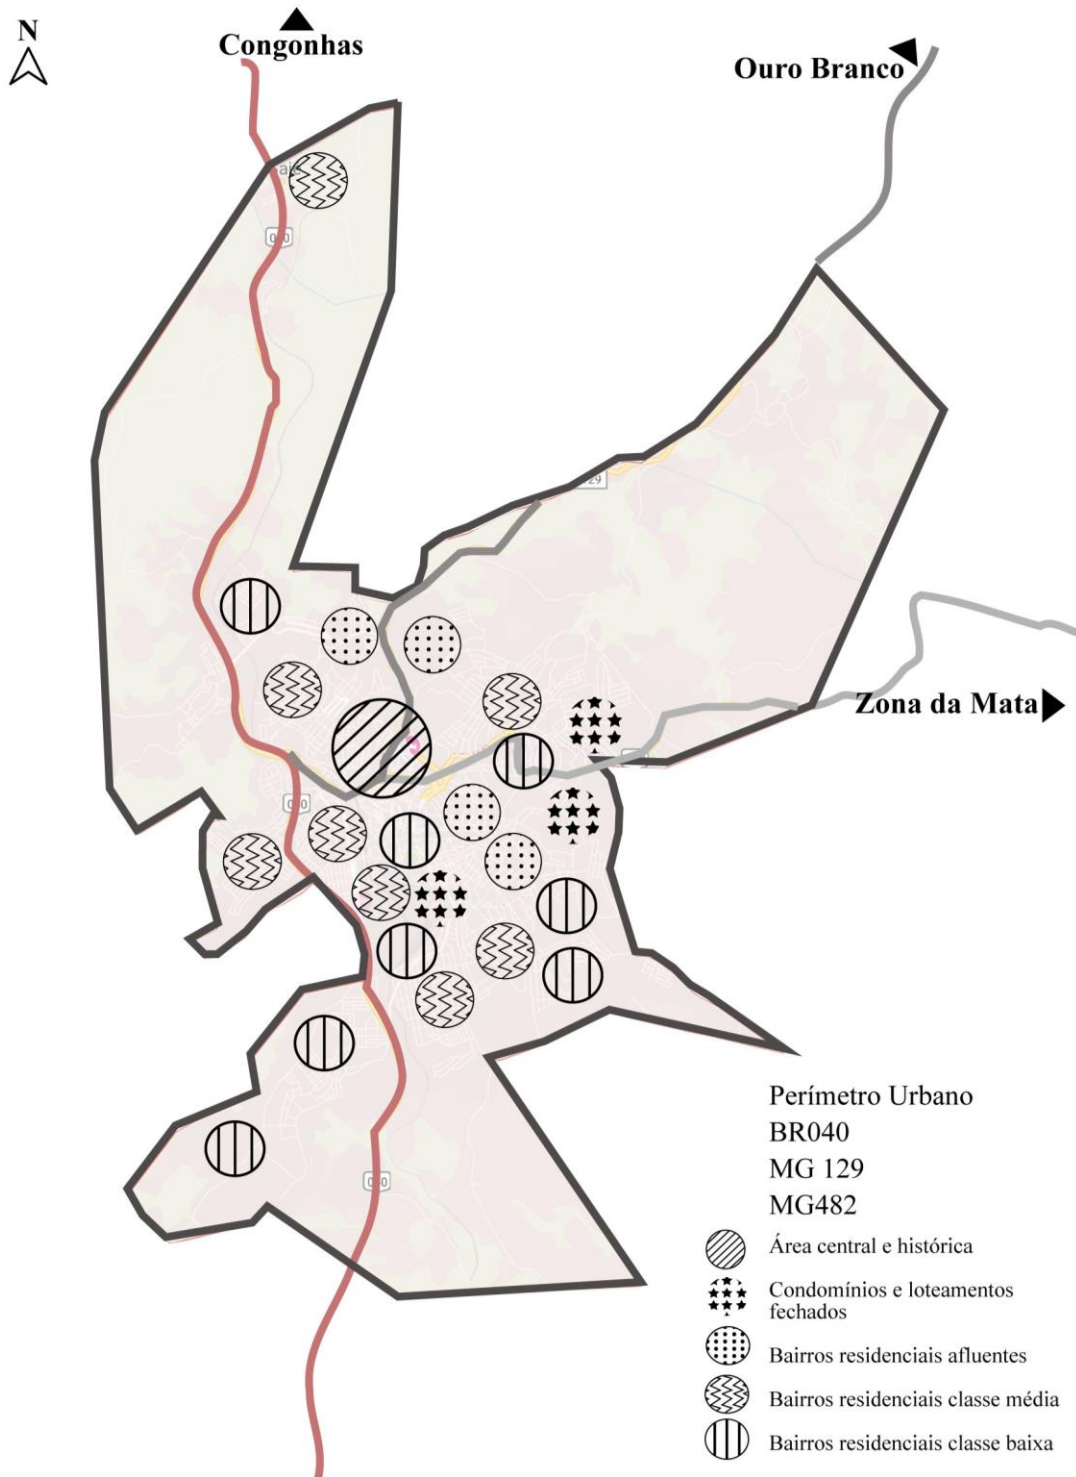 N
Congonhas
Ouro Branco
Zona da Mata
Perímetro Urbano
BR040
MG 129
MG482
Área central e histórica
Condomínios e loteamentos
fechados
Bairros residenciais afluentes
Bairros residenciais classe média
Bairros residenciais classe baixa